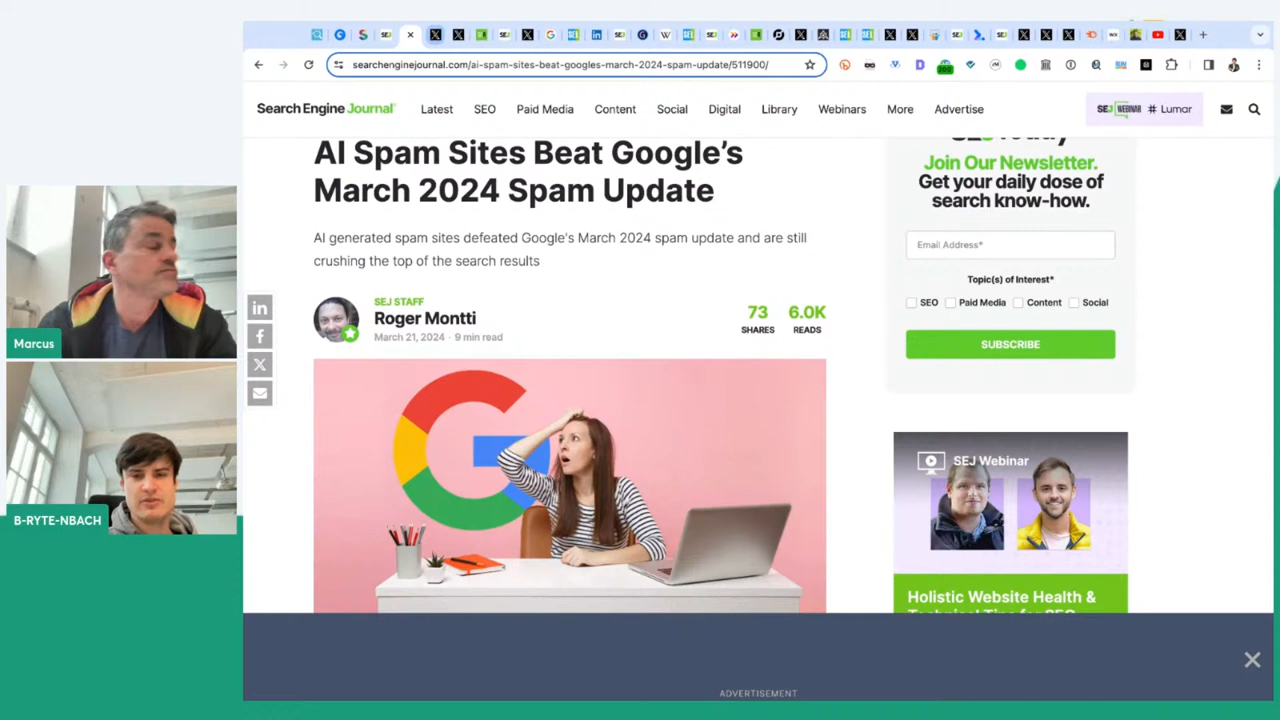 searchenginejournal.com/ai-spam-sites-beat-googles-march-2024-spam-update/511900/
Search Engine Journal
Latest
SEO
Paid Media
Content
Social
Digital
Library
Webinars
More
Advertise
SEJ WEBINAR # Lumar
AI Spam Sites Beat Google's
March 2024 Spam Update
AI generated spam sites defeated Google's March 2024 spam update and are still
crushing the top of the search results
SEJ STAFF
Roger Montti
March 21, 2024 · 9 min read
73
SHARES
6.0K
READS
Join Our Newsletter.
Get your daily dose of
search know-how.
Email Address*
Topic(s) of Interest*
SEO
Paid Media
Content
Social
SUBSCRIBE
SEJ Webinar
Holistic Website Health &
ADVERTISEMENT
Marcus
B-RYTE-NBACH